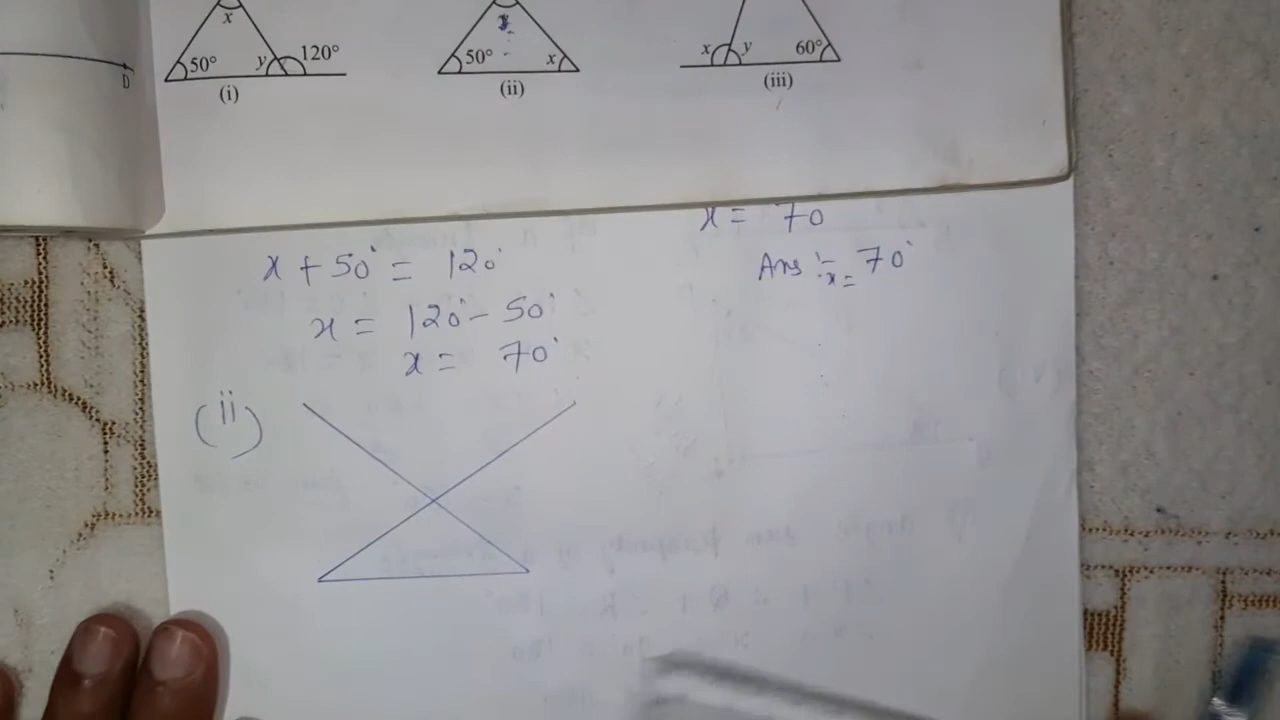 x
50°
y
120°
(i)
50°
x
(ii)
x
y
60°
(iii)
D
x + 50° = 120°
x = 120° - 50°
x = 70°
x = 70
Ans :- x = 70°
(ii)